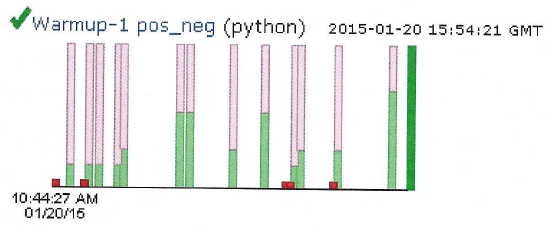 Warmup-1 pos_neg (python) 2015-01-20 15:54:21 GMT
10:44:27 AM
01/20/15